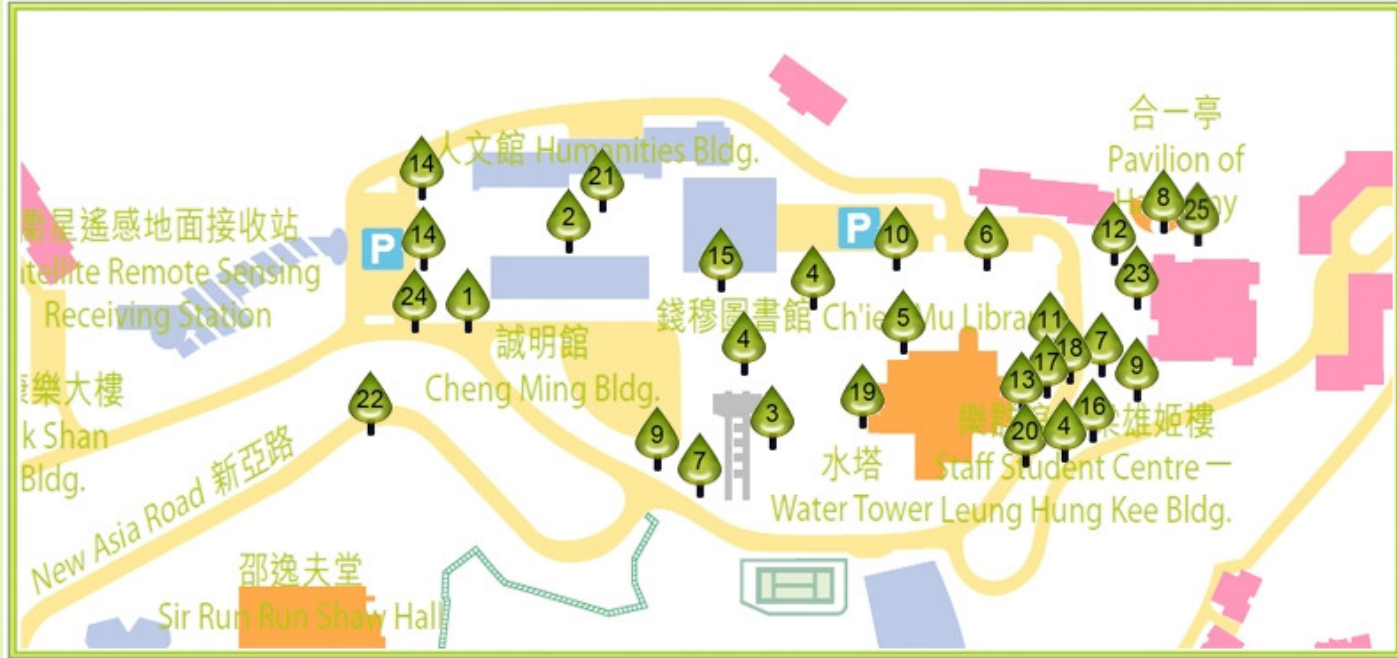 合一亭
Pavilion of
人文館 Humanities Bldg.
14
21
2
8
25
星遙感地面接收站
Remote Sensing
Receiving Station
P
14
24
1
15
4
P
10
6
12
23
錢穆圖書館 Ch'ien Mu Library
4
5
11
18
7
17
13
9
16
4
20
19
3
誠明館
Cheng Ming Bldg.
樂大樓
Shan
Bldg.
22
9
7
水塔
Water Tower
雄姬樓
Staff Student Centre –
Leung Hung Kee Bldg.
New Asia Road 新亞路
邵逸夫堂
Sir Run Run Shaw Hall